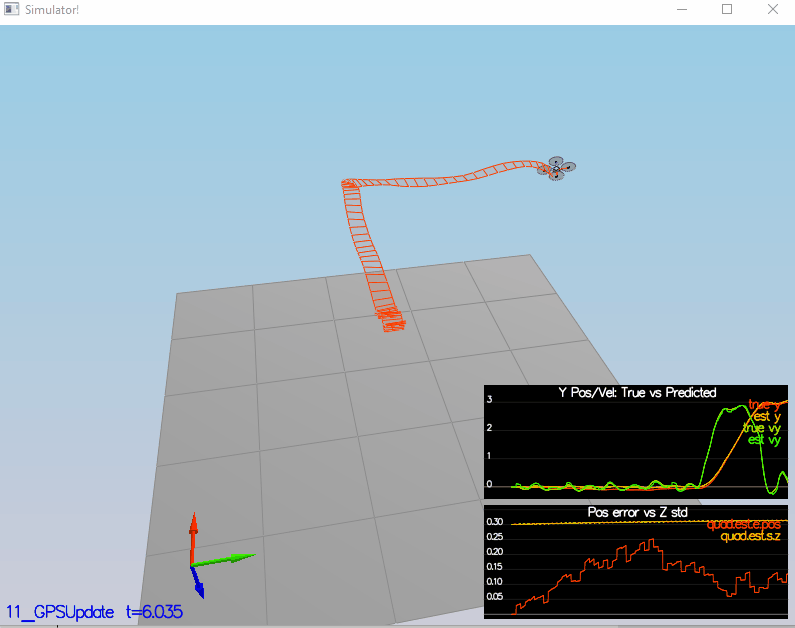 Simulator!
Y Pos/Vel: True vs Predicted
3
true y
est y
2
true vy
est vy
1
0
Pos error vs Z std
0.30
quad.est.e.pos
0.25
quad.est.s.z
0.20
0.15
0.10
0.05
11_GPSUpdate t=6.035